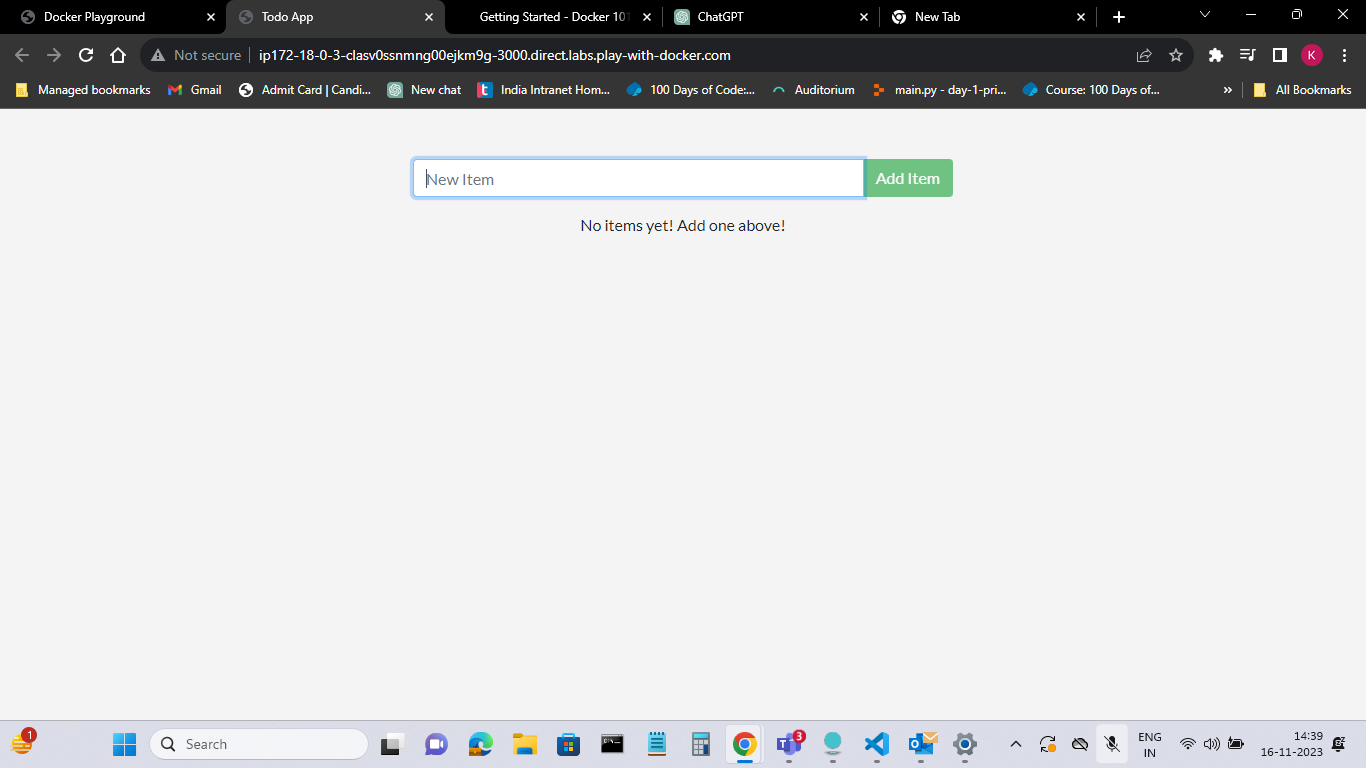 Docker Playground
Todo App
Getting Started - Docker 101
ChatGPT
New Tab
Not secure
ip172-18-0-3-clasv0ssnmng00ejkm9g-3000.direct.labs.play-with-docker.com
K
Managed bookmarks
Gmail
Admit Card | Candi...
New chat
India Intranet Hom...
100 Days of Code:...
Auditorium
main.py - day-1-pri...
Course: 100 Days of...
»
All Bookmarks
New Item
Add Item
No items yet! Add one above!
1
Search
3
ENG
IN
14:39
16-11-2023